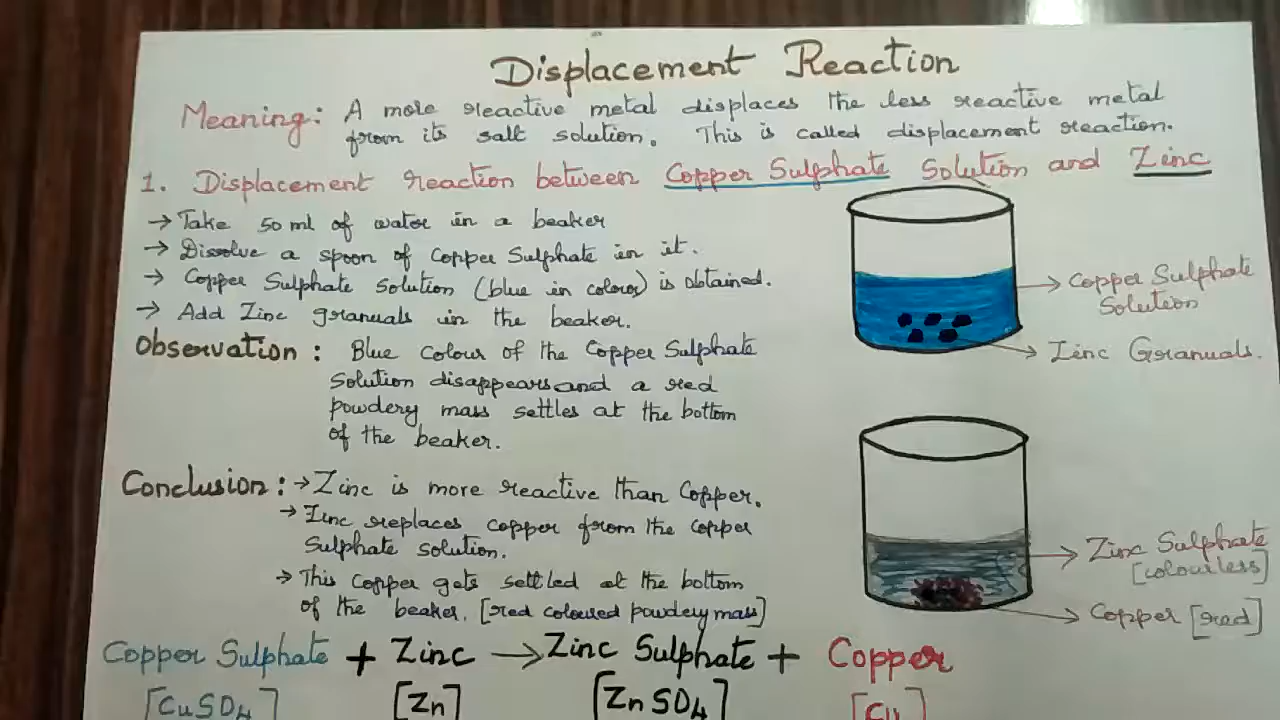 Displacement Reaction
Meaning: A more reactive metal displaces the less reactive metal
from its salt solution. This is called displacement reaction.
1. Displacement reaction between Copper Sulphate Solution and Zinc
→ Take 50 ml of water in a beaker
→ Dissolve a spoon of Copper Sulphate in it.
→ Copper Sulphate solution (blue in colour) is obtained.
→ Add Zinc granuals in the beaker.
→ Copper Sulphate
Solution
→ Zinc Granuals.
Observation: Blue colour of the Copper Sulphate
Solution disappears and a red
powdery mass settles at the bottom
of the beaker.
Conclusion: → Zinc is more reactive than Copper.
→ Zinc replaces copper from the copper
Sulphate solution.
→ This copper gets settled at the bottom
of the beaker. [red coloured powdery mass]
→ Zinc Sulphate
[colourless]
→ Copper [red]
Copper Sulphate + Zinc → Zinc Sulphate + Copper
[CuSO4] [Zn] [ZnSO4] [Cu]